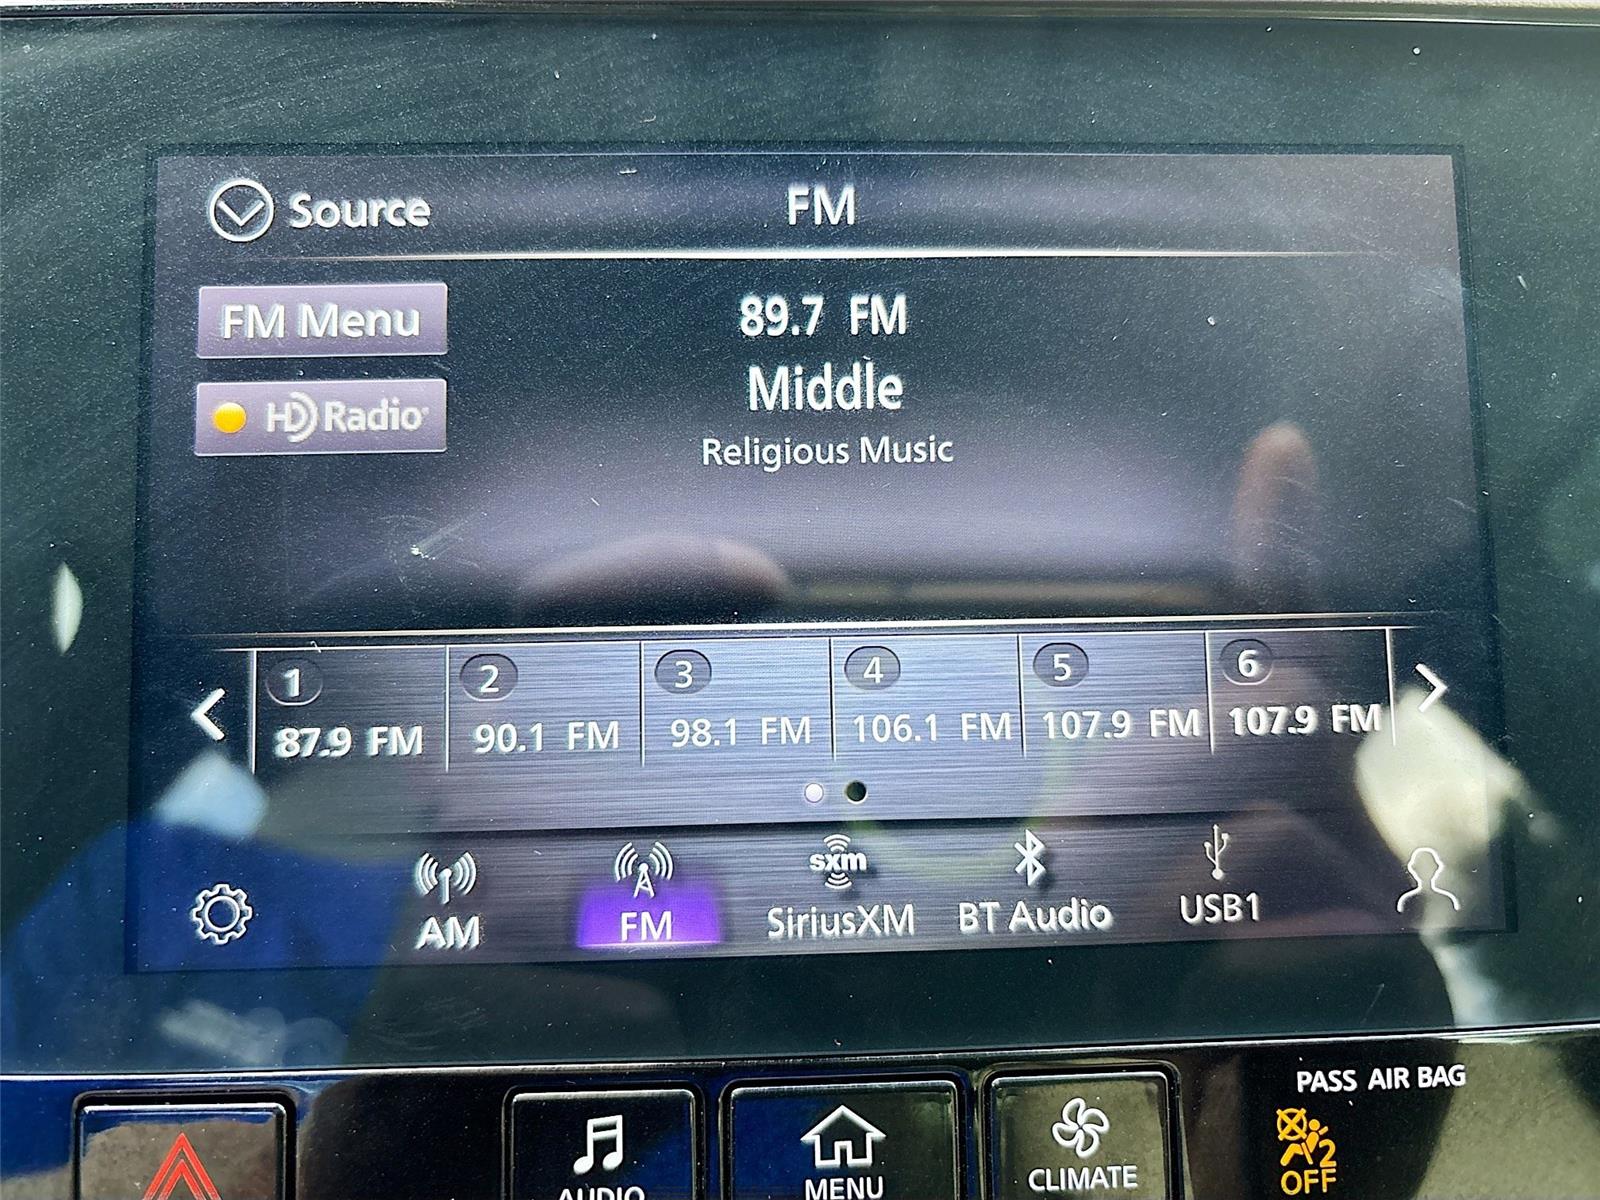 Source
FM
FM Menu
89.7 FM
Middle
HD Radio®
Religious Music
1 2 3 4 5 6
87.9 FM 90.1 FM 98.1 FM 106.1 FM 107.9 FM 107.9 FM
sxm
AM FM SiriusXM BT Audio USB1
PASS AIR BAG
2
OFF
AUDIO MENU CLIMATE